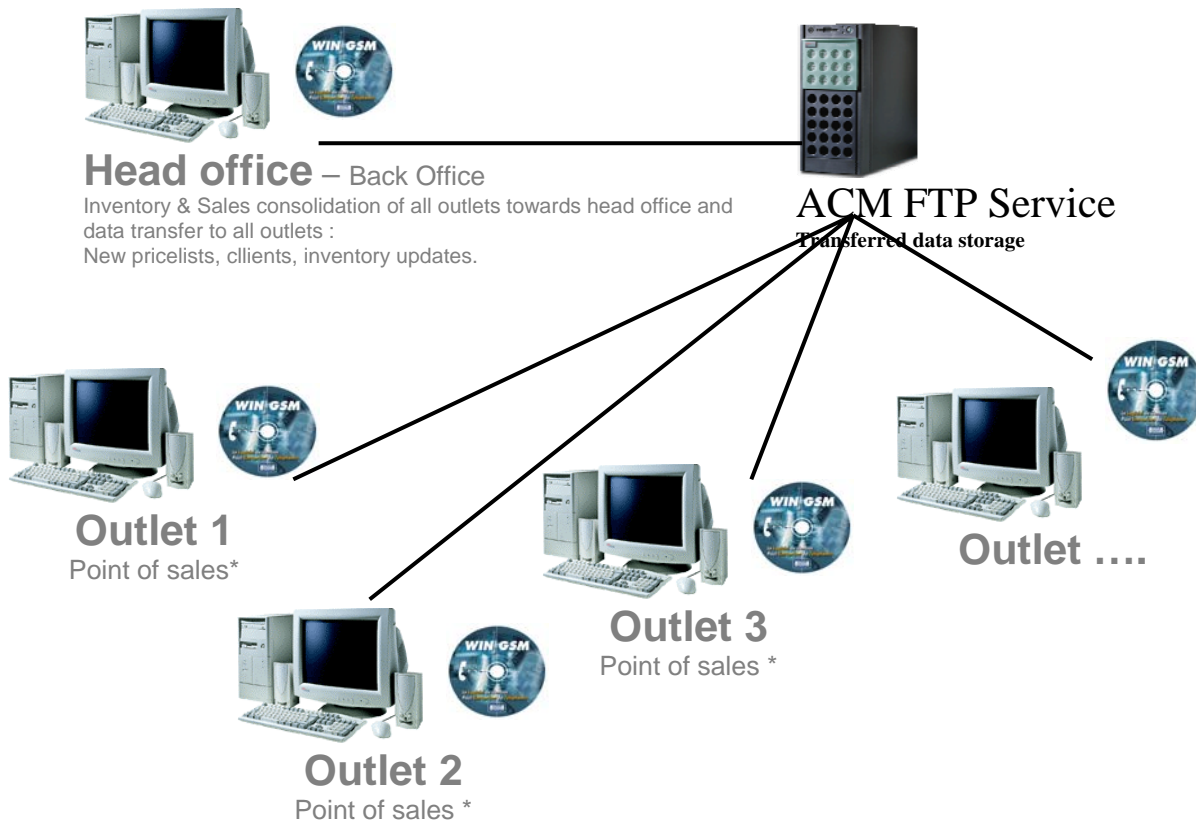 WIN GSM
Head office – Back Office
Inventory & Sales consolidation of all outlets towards head office and
data transfer to all outlets :
New pricelists, cllients, inventory updates.
ACM FTP Service
Transferred data storage
WIN GSM
WIN GSM
Outlet 1
Point of sales*
WIN GSM
Outlet ….
Outlet 3
Point of sales *
WIN GSM
Outlet 2
Point of sales *